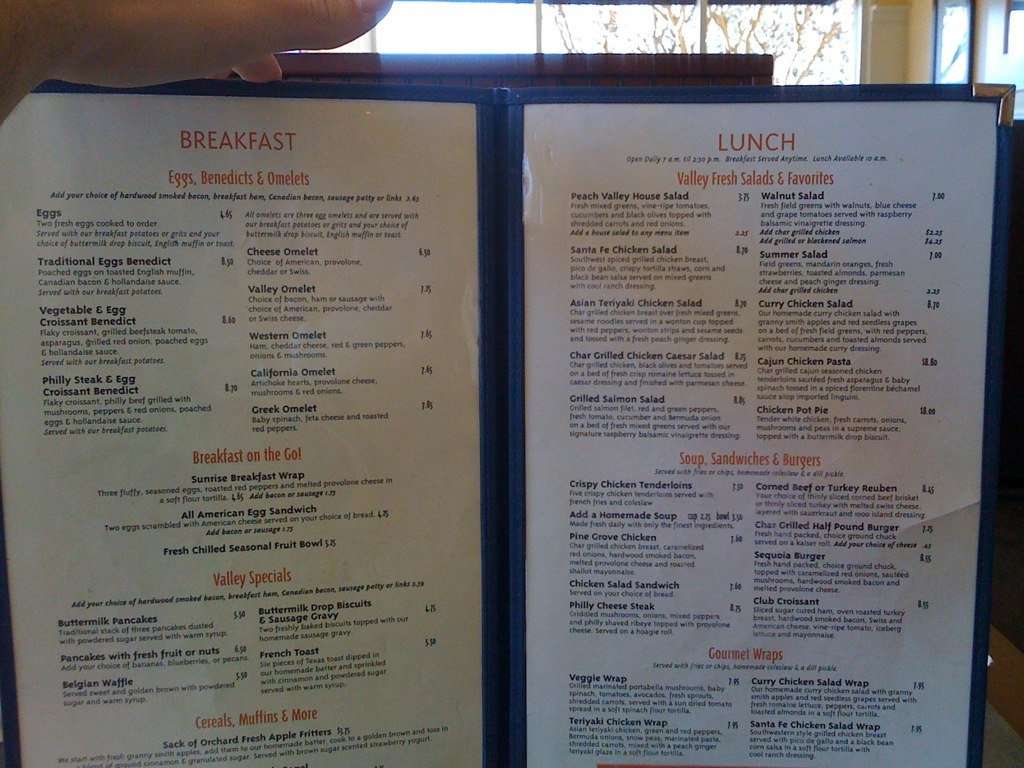 BREAKFAST
Eggs, Benedicts & Omelets
Add your choice of hardwood smoked bacon, breakfast ham, Canadian bacon, sausage patty or links 2.65
Eggs 4.65
Two fresh eggs cooked to order
Served with our breakfast potatoes or grits and your
choice of buttermilk drop biscuit, English muffin or toast.
Traditional Eggs Benedict 8.50
Poached eggs on toasted English muffin,
Canadian bacon & hollandaise sauce.
Served with our breakfast potatoes.
Vegetable & Egg
Croissant Benedict 8.60
Flaky croissant, grilled beefsteak tomato,
asparagus, grilled red onion, poached eggs
& hollandaise sauce.
Served with our breakfast potatoes.
Philly Steak & Egg
Croissant Benedict 8.70
Flaky croissant, philly beef grilled with
mushrooms, peppers & red onions, poached
eggs & hollandaise sauce.
Served with our breakfast potatoes.
All omelets are three egg omelets and are served with
our breakfast potatoes or grits and your choice of
buttermilk drop biscuit, English muffin or toast.
Cheese Omelet 6.50
Choice of American, provolone,
cheddar or Swiss.
Valley Omelet 7.75
Choice of bacon, ham or sausage with
choice of American, provolone, cheddar
or Swiss cheese.
Western Omelet 7.65
Ham, cheddar cheese, red & green peppers,
onions & mushrooms.
California Omelet 7.65
Artichoke hearts, provolone cheese,
mushrooms & red onions.
Greek Omelet 7.85
Baby spinach, feta cheese and roasted
red peppers.
Breakfast on the Go!
Sunrise Breakfast Wrap
Three fluffy, seasoned eggs, roasted red peppers and melted provolone cheese in
a soft flour tortilla. 4.85 Add bacon or sausage 1.75
All American Egg Sandwich
Two eggs scrambled with American cheese served on your choice of bread. 4.75
Add bacon or sausage 1.75
Fresh Chilled Seasonal Fruit Bowl 5.75
Valley Specials
Add your choice of hardwood smoked bacon, breakfast ham, Canadian bacon, sausage patty or links 2.50
Buttermilk Pancakes 5.50
Traditional stack of three pancakes dusted
with powdered sugar served with warm syrup.
Pancakes with fresh fruit or nuts 6.50
Add your choice of bananas, blueberries, or pecans.
Belgian Waffle 5.50
Served sweet and golden brown with powdered
sugar and warm syrup.
Buttermilk Drop Biscuits
& Sausage Gravy 4.75
Two freshly baked biscuits topped with our
homemade sausage gravy.
French Toast 5.50
Six pieces of Texas toast dipped in
our homemade batter and sprinkled
with cinnamon and powdered sugar
served with warm syrup.
Cereals, Muffins & More
Sack of Orchard Fresh Apple Fritters
We start with fresh granny smith apples, add them to our homemade batter, cook to a golden brown and toss in
a blend of ground cinnamon & granulated sugar. Served with brown sugar scented strawberry yogurt.
LUNCH
Open Daily 7 a.m. til 2:30 p.m. Breakfast Served Anytime. Lunch Available 10 a.m.
Valley Fresh Salads & Favorites
Peach Valley House Salad 3.75
Fresh mixed greens, vine-ripe tomatoes,
cucumbers and black olives topped with
shredded carrots and red onions.
Add a house salad to any menu item 2.25
Santa Fe Chicken Salad 8.70
Southwest spiced grilled chicken breast,
pico de gallo, crispy tortilla straws, corn and
black bean salsa served on mixed greens
with cool ranch dressing.
Asian Teriyaki Chicken Salad 8.70
Char grilled chicken breast over fresh mixed greens,
sesame noodles served in a wonton cup topped
with red peppers, wonton strips and sesame seeds
and tossed with a fresh peach ginger dressing.
Char Grilled Chicken Caesar Salad 8.75
Char grilled chicken, black olives and tomatoes served
on a bed of fresh crisp romaine lettuce tossed in
caesar dressing and finished with parmesan cheese.
Grilled Salmon Salad 8.85
Grilled salmon filet, red and green peppers,
fresh tomato, cucumber and Bermuda onion
on a bed of fresh mixed greens served with our
signature raspberry balsamic vinaigrette dressing.
Walnut Salad 7.00
Fresh field greens with walnuts, blue cheese
and grape tomatoes served with raspberry
balsamic vinaigrette dressing.
Add char grilled chicken $2.25
Add grilled or blackened salmon $4.25
Summer Salad 7.00
Field greens, mandarin oranges, fresh
strawberries, toasted almonds, parmesan
cheese and peach ginger dressing.
Add char grilled chicken 2.25
Curry Chicken Salad 8.70
Our homemade curry chicken salad with
granny smith apples and red seedless grapes
on a bed of fresh field greens, with red peppers,
carrots, cucumbers and toasted almonds served
with our homemade curry dressing.
Cajun Chicken Pasta
Char grilled cajun seasoned chicken
tenderloins sautéed fresh asparagus & baby
spinach tossed in a spiced florentine béchamel
sauce atop imported linguini.
Chicken Pot Pie
Tender white chicken, fresh carrots, onions,
mushrooms and peas in a supreme sauce,
topped with a buttermilk drop biscuit.
Soup, Sandwiches & Burgers
Served with fries or chips, homemade coleslaw & a dill pickle.
Crispy Chicken Tenderloins 7.50
Five crispy chicken tenderloins served with
french fries and coleslaw
Add a Homemade Soup cup 2.75 bowl 3.50
Made fresh daily with only the finest ingredients.
Pine Grove Chicken 7.60
Char grilled chicken breast, caramelized
red onions, hardwood smoked bacon,
melted provolone cheese and roasted
shallot mayonnaise.
Chicken Salad Sandwich 7.60
Served on your choice of bread.
Philly Cheese Steak 8.75
Griddled mushrooms, onions, mixed peppers
and philly shaved ribeye topped with provolone
cheese. Served on a hoagie roll.
Corned Beef or Turkey Reuben 8.45
Your choice of thinly sliced corned beef brisket
or thinly sliced turkey with melted swiss cheese,
layered with sauerkraut and 1000 island dressing.
Char Grilled Half Pound Burger 7.75
Fresh hand packed, choice ground chuck
served on a kaiser roll. Add your choice of cheese .45
Sequoia Burger 8.55
Fresh hand packed, choice ground chuck,
topped with caramelized red onions, sautéed
mushrooms, hardwood smoked bacon and
melted provolone cheese.
Club Croissant 8.55
Sliced sugar cured ham, oven roasted turkey
breast, hardwood smoked bacon, Swiss and
American cheese, vine-ripe tomato, iceberg
lettuce and mayonnaise.
Gourmet Wraps
Served with fries or chips, homemade coleslaw & a dill pickle.
Veggie Wrap 7.95
Grilled marinated portabella mushrooms, baby
spinach, tomatoes, avocados, fresh sprouts,
shredded carrots, served with a sun dried tomato
spread in a soft spinach flour tortilla.
Teriyaki Chicken Wrap 7.95
Asian teriyaki chicken, green and red peppers,
Bermuda onions, snow peas, marinated pasta,
shredded carrots, mixed with a peach ginger
teriyaki glaze in a soft flour tortilla.
Curry Chicken Salad Wrap 7.95
Our homemade curry chicken salad with granny
smith apples and red seedless grapes served with
fresh romaine lettuce, peppers, carrots and
toasted almonds in a soft flour tortilla.
Santa Fe Chicken Salad Wrap 7.95
Southwestern style grilled chicken breast
served with pico de gallo and a black bean
corn salsa in a soft flour tortilla with
cool ranch dressing.